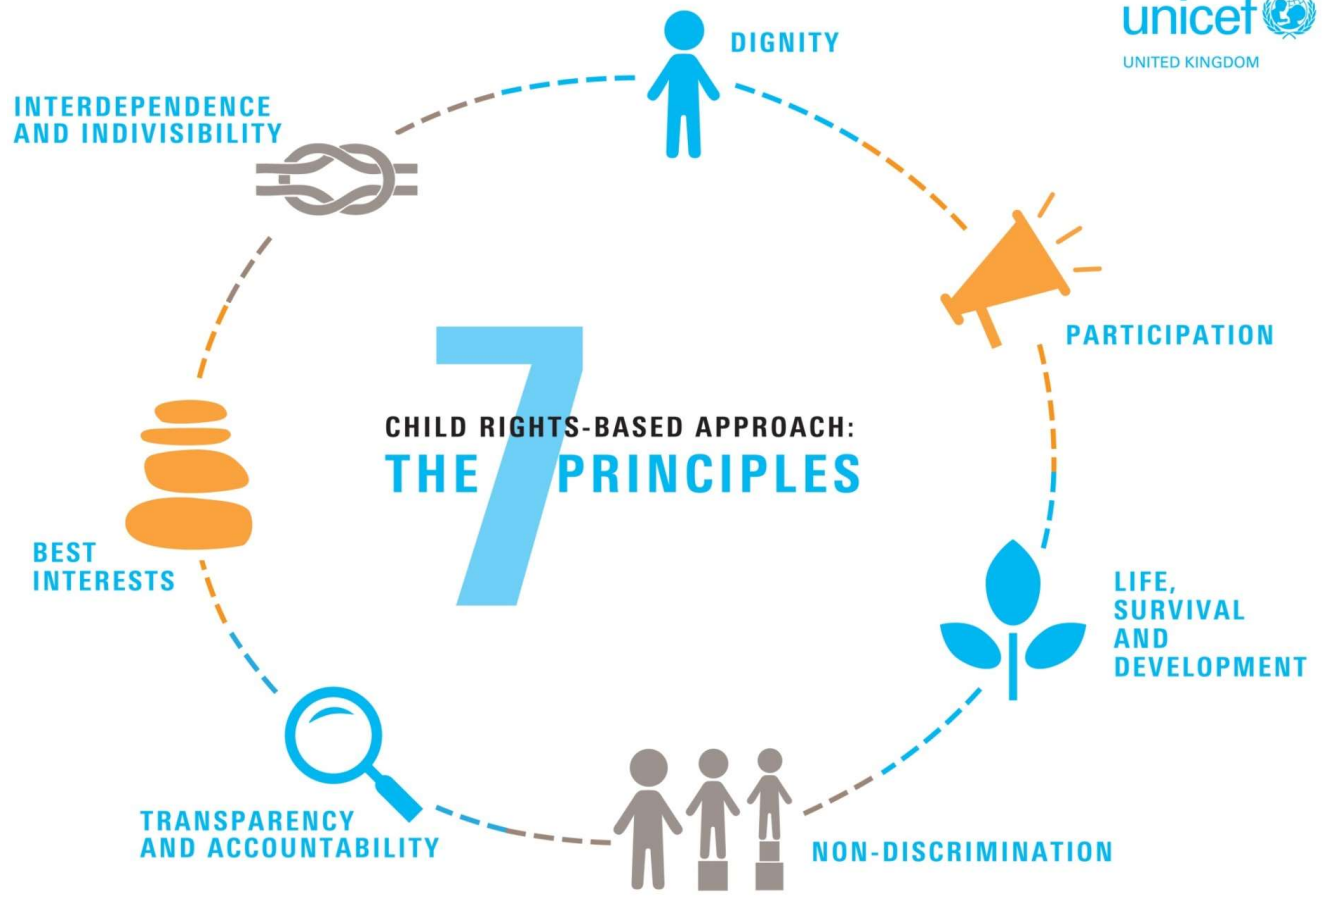 unicef
UNITED KINGDOM
DIGNITY
INTERDEPENDENCE
AND INDIVISIBILITY
PARTICIPATION
7
CHILD RIGHTS-BASED APPROACH:
THE PRINCIPLES
BEST
INTERESTS
LIFE,
SURVIVAL
AND
DEVELOPMENT
TRANSPARENCY
AND ACCOUNTABILITY
NON-DISCRIMINATION